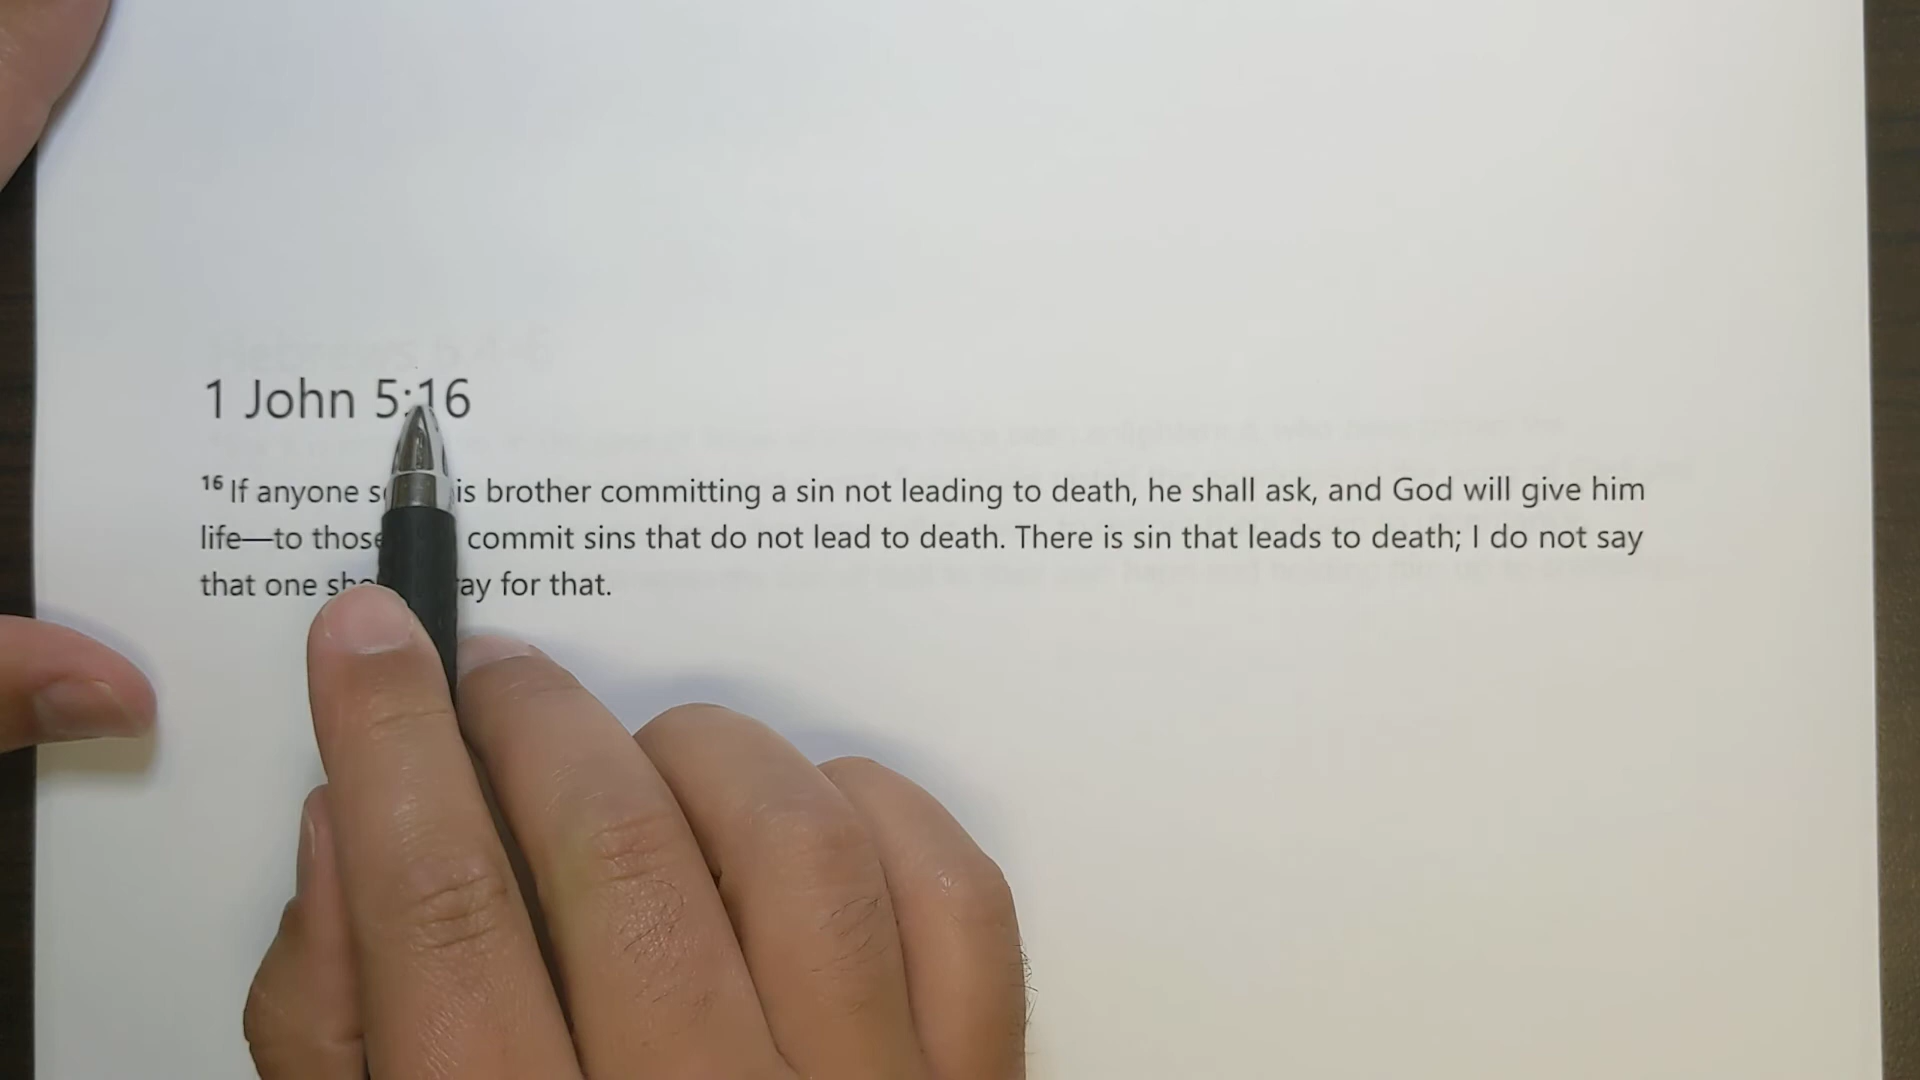 1 John 5:16
16 If anyone is brother committing a sin not leading to death, he shall ask, and God will give him
life—to those commit sins that do not lead to death. There is sin that leads to death; I do not say
that one for that.